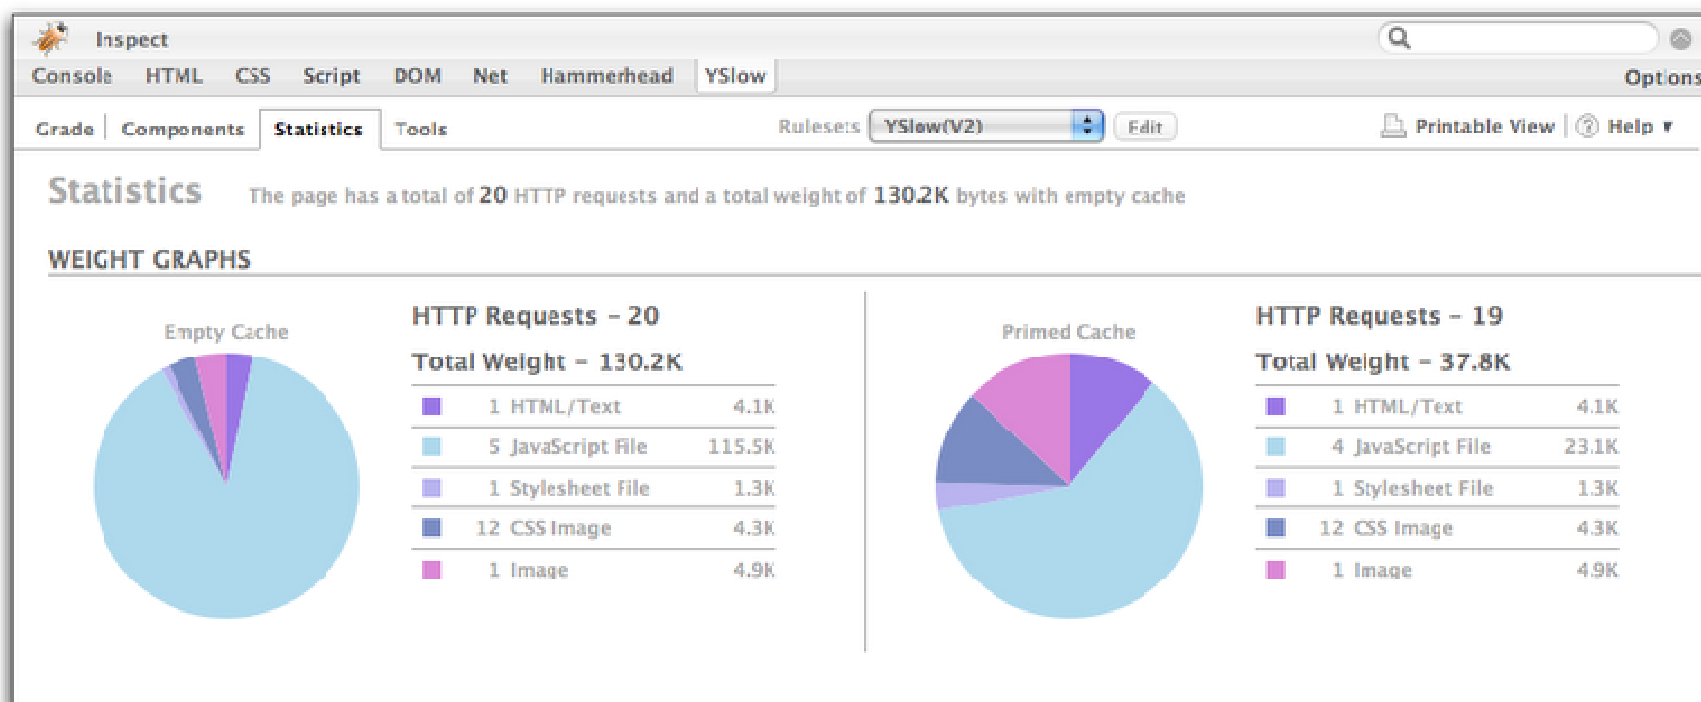 Inspect
Console HTML CSS Script DOM Net Hammerhead YSlow Options
Grade Components Statistics Tools Rulesets YSlow(V2) Edit Printable View ? Help ▼
Statistics The page has a total of 20 HTTP requests and a total weight of 130.2K bytes with empty cache
WEIGHT GRAPHS
Empty Cache
HTTP Requests – 20
Total Weight – 130.2K
1 HTML/Text 4.1K
5 JavaScript File 115.5K
1 Stylesheet File 1.3K
12 CSS Image 4.3K
1 Image 4.9K
Primed Cache
HTTP Requests – 19
Total Weight – 37.8K
1 HTML/Text 4.1K
4 JavaScript File 23.1K
1 Stylesheet File 1.3K
12 CSS Image 4.3K
1 Image 4.9K